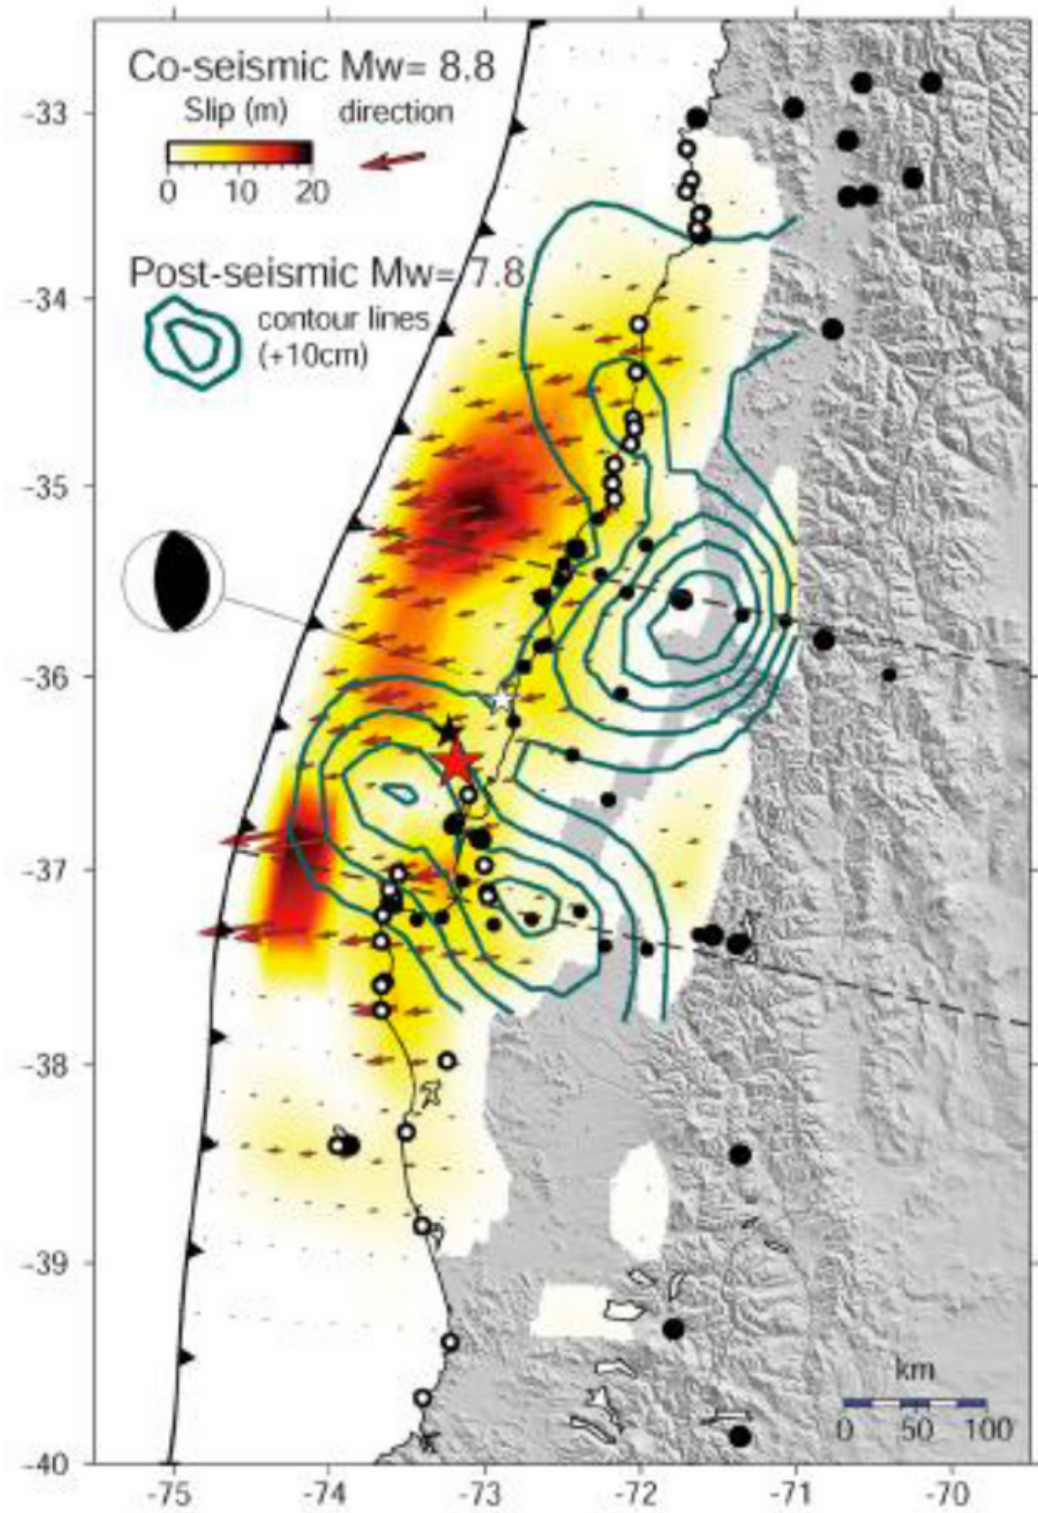 Co-seismic Mw= 8.8
Slip (m) direction
0 10 20
Post-seismic Mw= 7.8
contour lines
(+10cm)
-33
-34
-35
-36
-37
-38
-39
-40
km
0 50 100
-75 -74 -73 -72 -71 -70